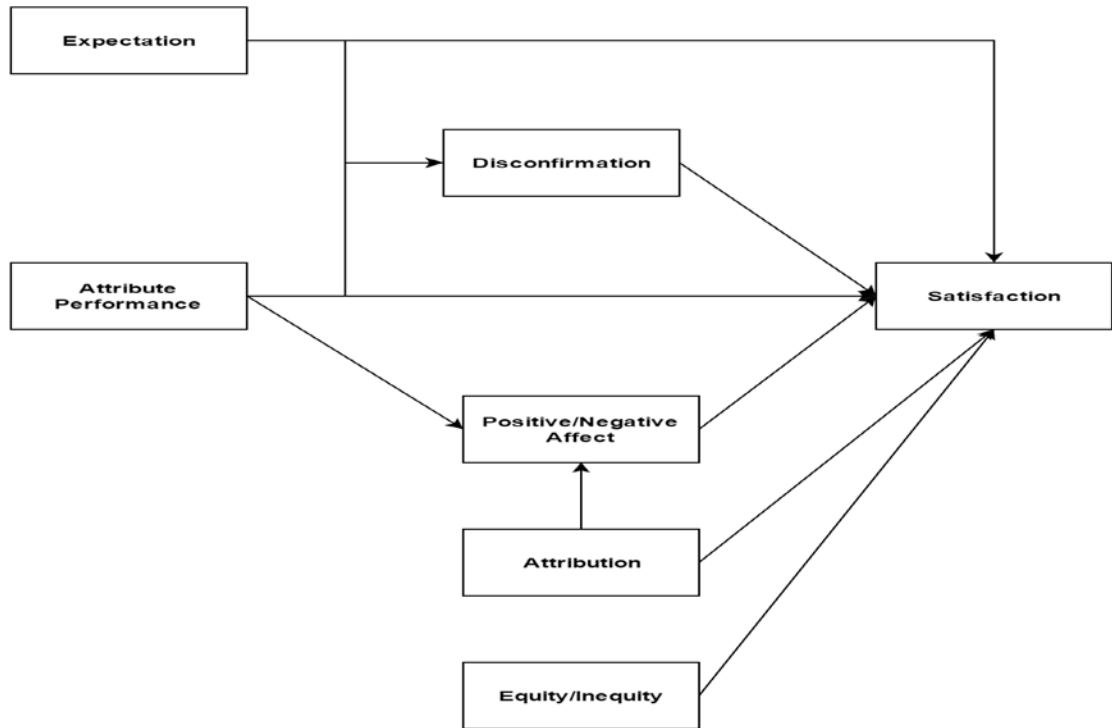 Expectation
Disconfirmation
Attribute
Performance
Satisfaction
Positive/Negative
Affect
Attribution
Equity/Inequity